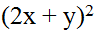 (2x + y)²